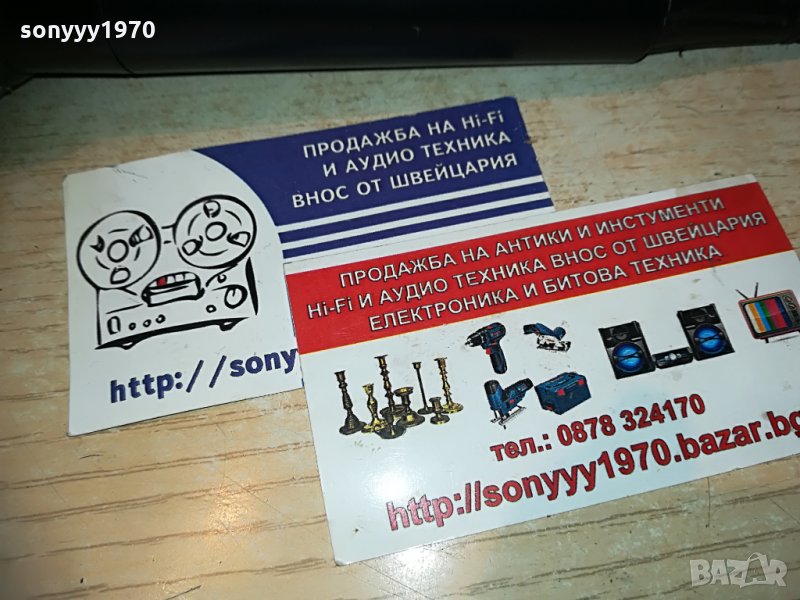 sonyyy1970
ПРОДАЖБА НА Hi-Fi
И АУДИО ТЕХНИКА
ВНОС ОТ ШВЕЙЦАРИЯ
http://sony
ПРОДАЖБА НА АНТИКИ И ИНСТУМЕНТИ
Hi-Fi И АУДИО ТЕХНИКА ВНОС ОТ ШВЕЙЦАРИЯ
ЕЛЕКТРОНИКА И БИТОВА ТЕХНИКА
тел.: 0878 324170
http://sonyyy1970.bazar.bg
BAZAR